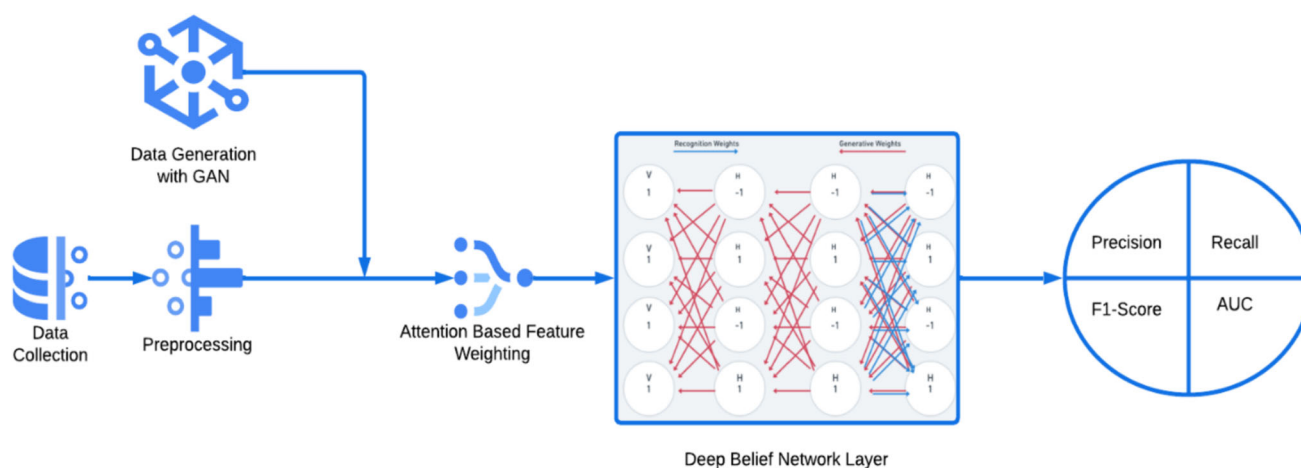 Data Generation
with GAN
Data
Collection
Preprocessing
Attention Based Feature
Weighting
Recognition Weights
Generative Weights
V
1
H
-1
H
-1
H
-1
V
1
H
1
H
1
H
1
V
1
H
-1
H
-1
H
-1
V
1
H
1
H
1
H
1
Deep Belief Network Layer
Precision
Recall
F1-Score
AUC